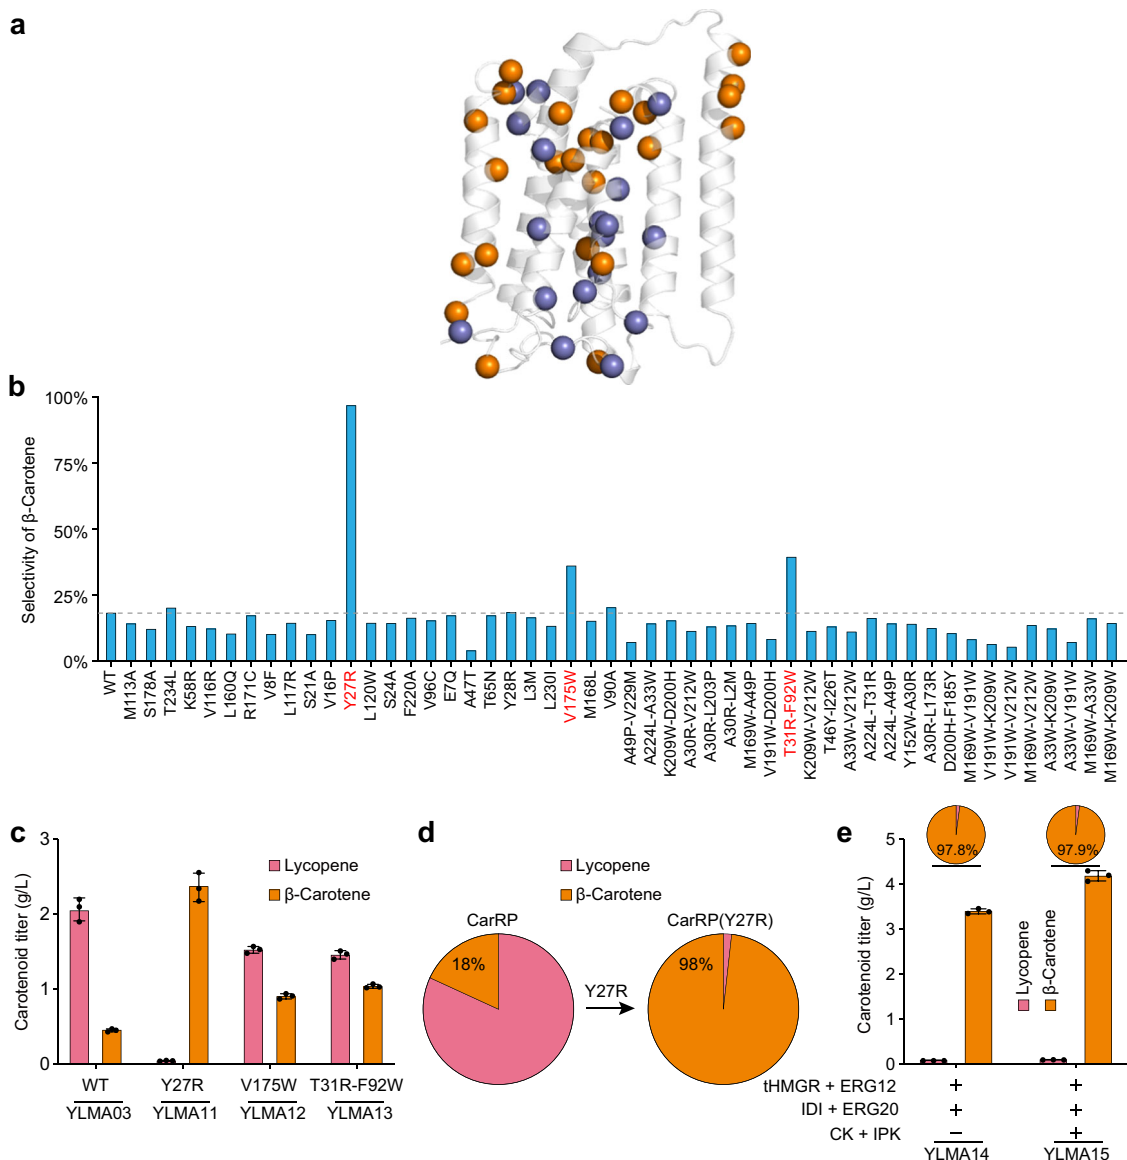 a
b
Selectivity of β-Carotene
100%
75%
50%
25%
0%
WT
M113A
S178A
T234L
K58R
V116R
L160Q
R171C
V8F
L117R
S21A
V16P
Y27R
L120W
S24A
F220A
V96C
E7Q
A47T
T65N
Y28R
L3M
L230I
V175W
M168L
V90A
A49P-V229M
A224L-A33W
K209W-D200H
A30R-V212W
A30R-L203P
A30R-L2M
M169W-A49P
V191W-D200H
T31R-F92W
K209W-V212W
T46Y-I226T
A33W-V212W
A224L-T31R
A224L-A49P
Y152W-A30R
A30R-L173R
D200H-F185Y
M169W-V191W
V191W-K209W
V191W-V212W
M169W-V212W
A33W-K209W
A33W-V191W
M169W-A33W
M169W-K209W
c
Carotenoid titer (g/L)
3
2
1
0
Lycopene
β-Carotene
WT
Y27R
V175W
T31R-F92W
YLMA03
YLMA11
YLMA12
YLMA13
d
Lycopene
β-Carotene
CarRP
18%
Y27R
CarRP(Y27R)
98%
e
Carotenoid titer (g/L)
5
4
3
2
1
0
97.8%
97.9%
Lycopene
β-Carotene
tHMGR + ERG12 + +
IDI + ERG20 + +
CK + IPK − +
YLMA14
YLMA15